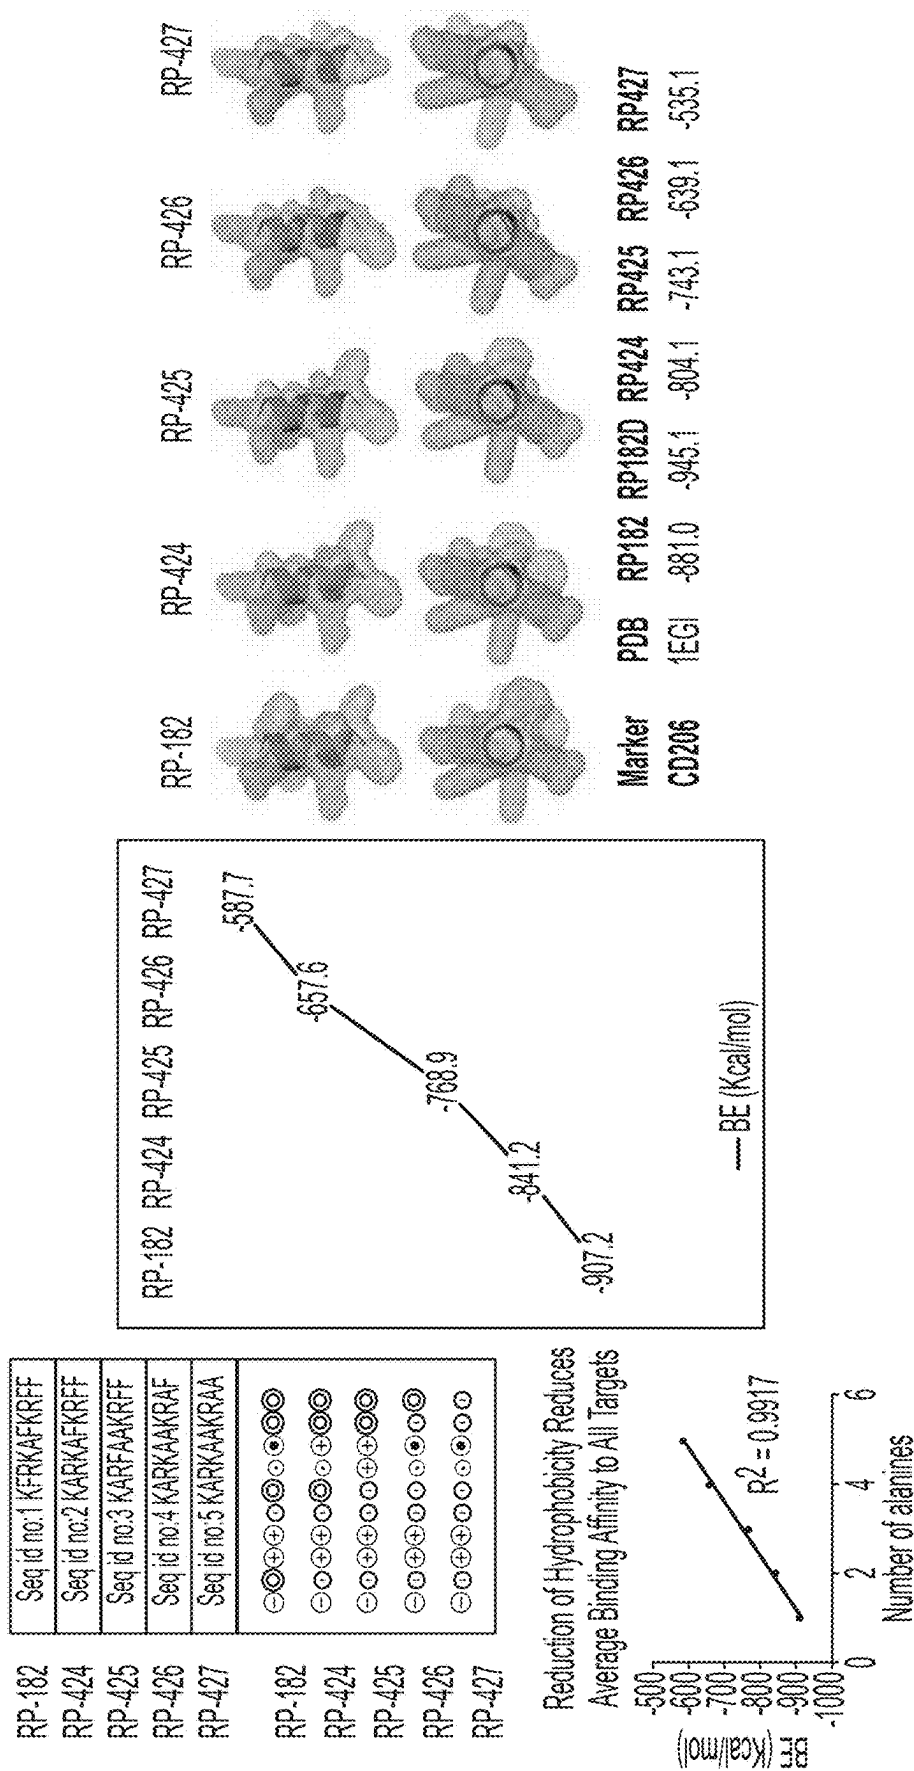 RP-182 Seq id no:1 KFRKAFKRFF
RP-424 Seq id no:2 KARKAFKRFF
RP-425 Seq id no:3 KARFAAKRFF
RP-426 Seq id no:4 KARKAAKRAF
RP-427 Seq id no:5 KARKAAKRAA
RP-182
RP-424
RP-425
RP-426
RP-427
Reduction of Hydrophobicity Reduces
Average Binding Affinity to All Targets
BE (Kcal/mol)
-500
-600
-700
-800
-900
-1000
R2 = 0.9917
0 2 4 6
Number of alanines
RP-182 RP-424 RP-425 RP-426 RP-427
-587.7
-657.6
-768.9
-841.2
-907.2
BE (Kcal/mol)
RP-182 RP-424 RP-425 RP-426 RP-427
Marker PDB RP182 RP182D RP424 RP425 RP426 RP427
CD206 1EGI -881.0 -945.1 -804.1 -743.1 -639.1 -535.1